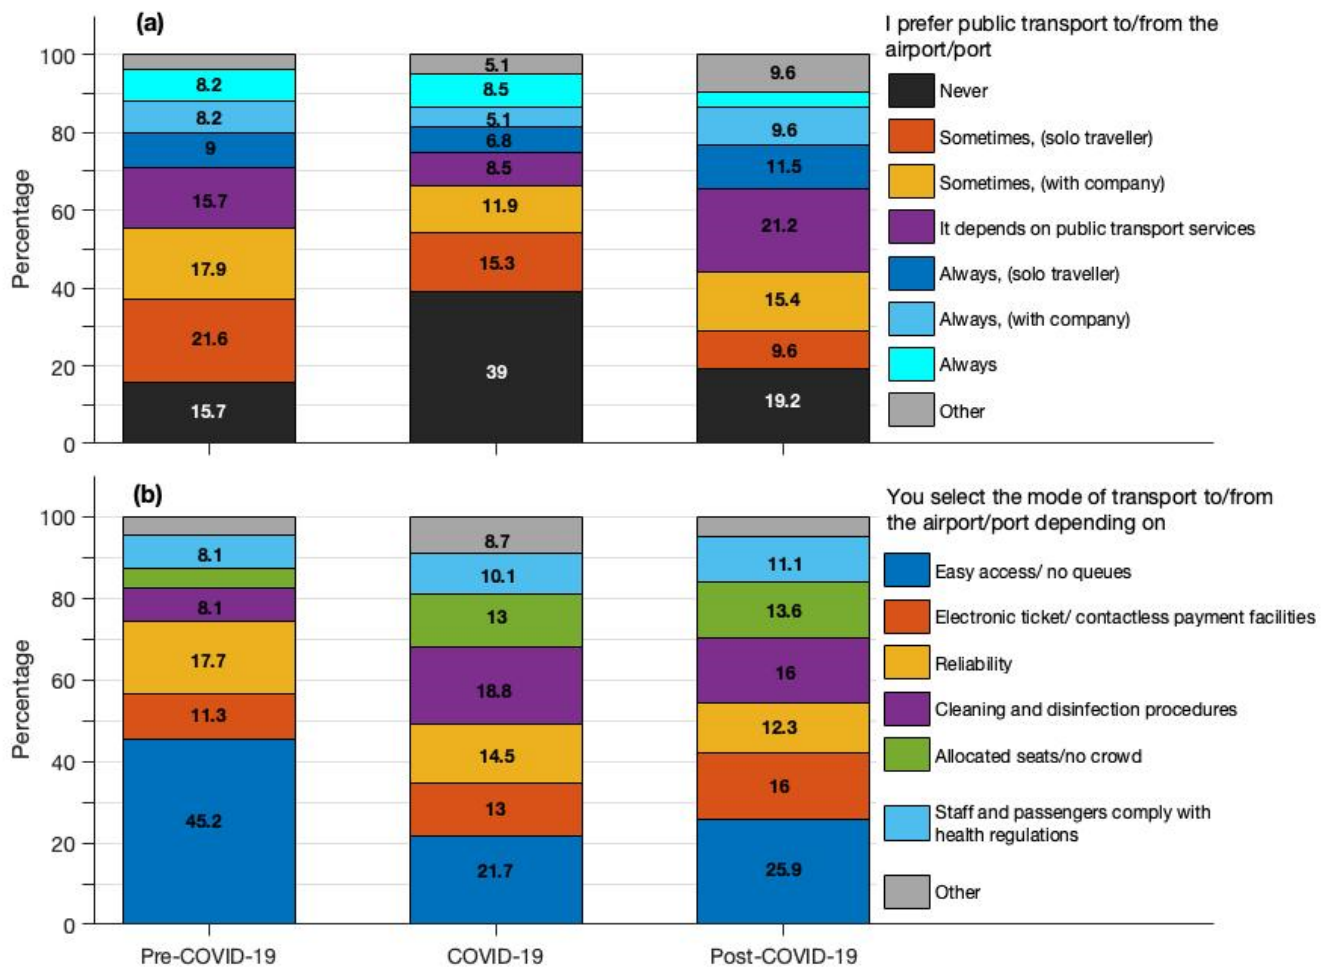 (a)
I prefer public transport to/from the
airport/port
Percentage
100
80
60
40
20
0
8.2
8.2
9
15.7
17.9
21.6
15.7
5.1
8.5
5.1
6.8
8.5
11.9
15.3
39
9.6
9.6
11.5
21.2
15.4
9.6
19.2
Never
Sometimes, (solo traveller)
Sometimes, (with company)
It depends on public transport services
Always, (solo traveller)
Always, (with company)
Always
Other
(b)
You select the mode of transport to/from
the airport/port depending on
Percentage
100
80
60
40
20
0
8.1
8.1
17.7
11.3
45.2
8.7
10.1
13
18.8
14.5
13
21.7
11.1
13.6
16
12.3
16
25.9
Easy access/ no queues
Electronic ticket/ contactless payment facilities
Reliability
Cleaning and disinfection procedures
Allocated seats/no crowd
Staff and passengers comply with
health regulations
Other
Pre-COVID-19
COVID-19
Post-COVID-19